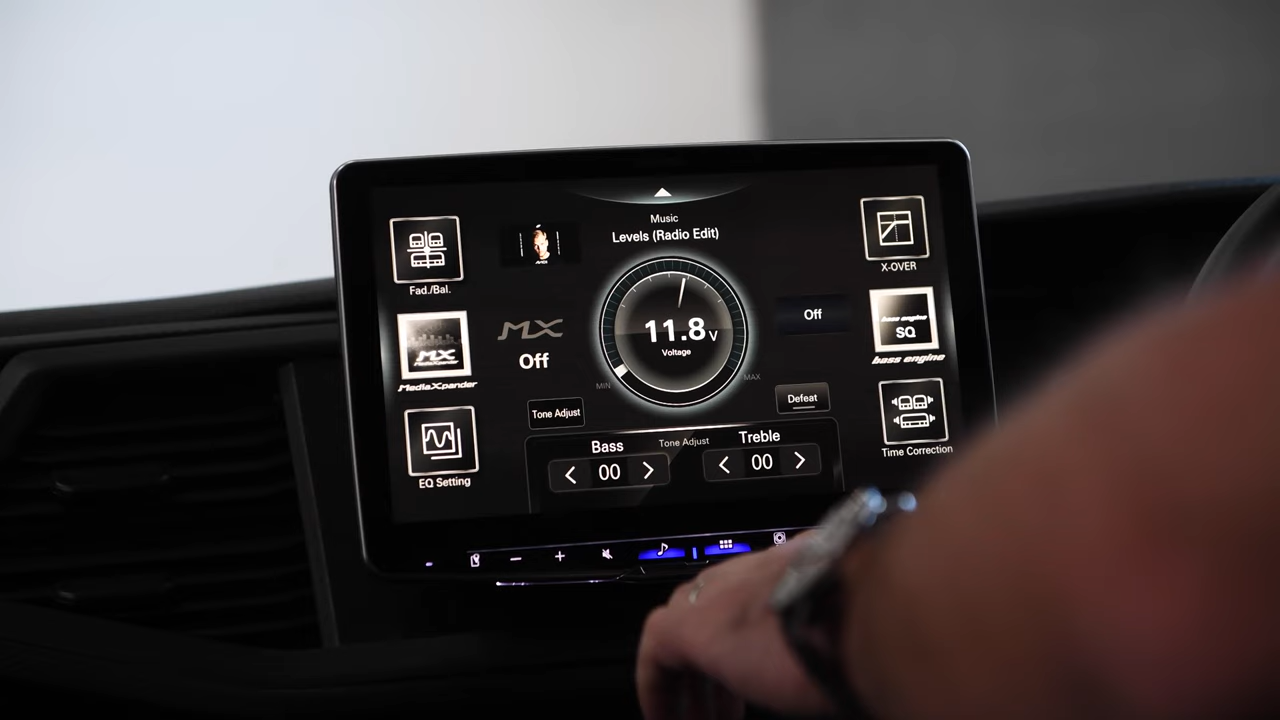 Music
Levels (Radio Edit)
Fad./Bal.
X-OVER
MX
MediaXpander
MX
Off
11.8 V
Voltage
MIN
MAX
Off
bass engine
SQ
bass engine
Tone Adjust
Defeat
Bass
Tone Adjust
Treble
00
00
EQ Setting
Time Correction